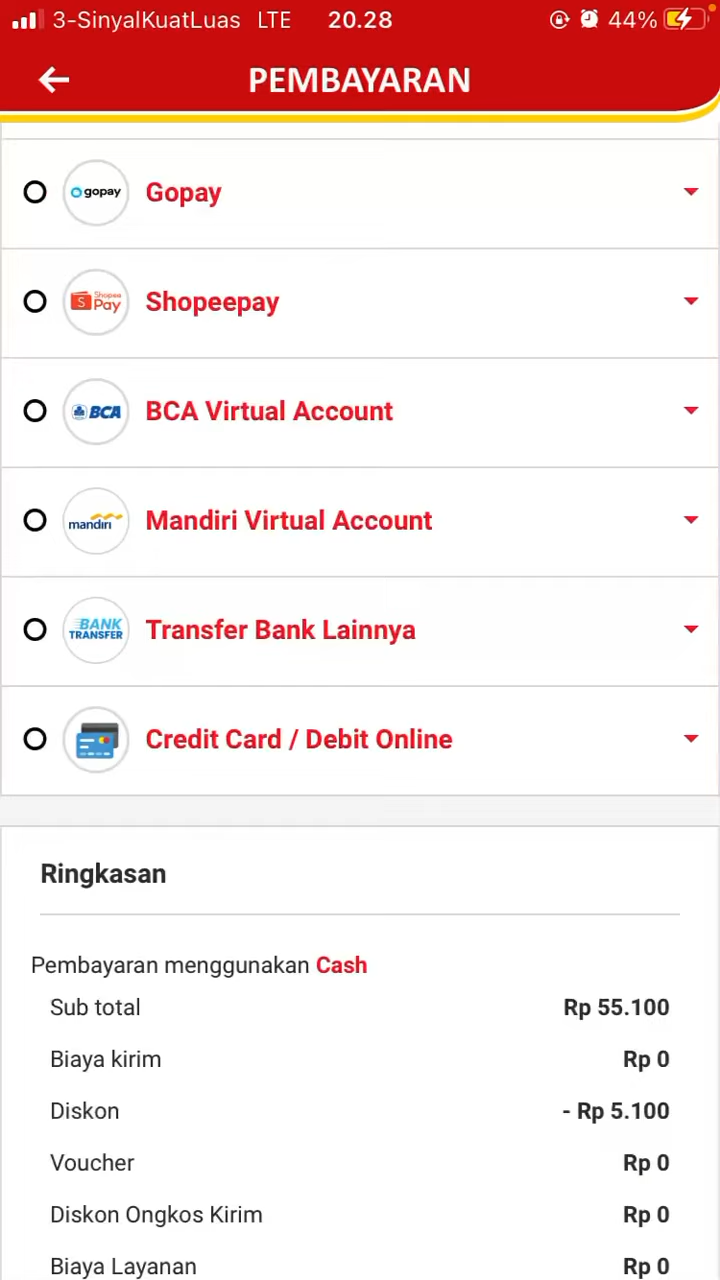 3-SinyalKuatLuas LTE 20.28 44%
PEMBAYARAN
gopay Gopay
Shopee Pay Shopeepay
BCA BCA Virtual Account
mandiri Mandiri Virtual Account
BANK TRANSFER Transfer Bank Lainnya
Credit Card / Debit Online
Ringkasan
Pembayaran menggunakan Cash
Sub total Rp 55.100
Biaya kirim Rp 0
Diskon - Rp 5.100
Voucher Rp 0
Diskon Ongkos Kirim Rp 0
Biaya Layanan Rp 0